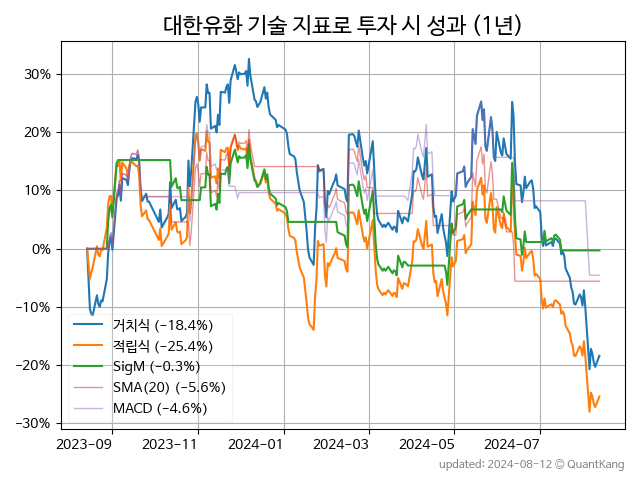 대한유화 기술 지표로 투자 시 성과 (1년)
30%
20%
10%
0%
−10%
−20%
−30%
거치식 (−18.4%)
적립식 (−25.4%)
SigM (−0.3%)
SMA(20) (−5.6%)
MACD (−4.6%)
2023-09 2023-11 2024-01 2024-03 2024-05 2024-07
updated: 2024-08-12 © QuantKang